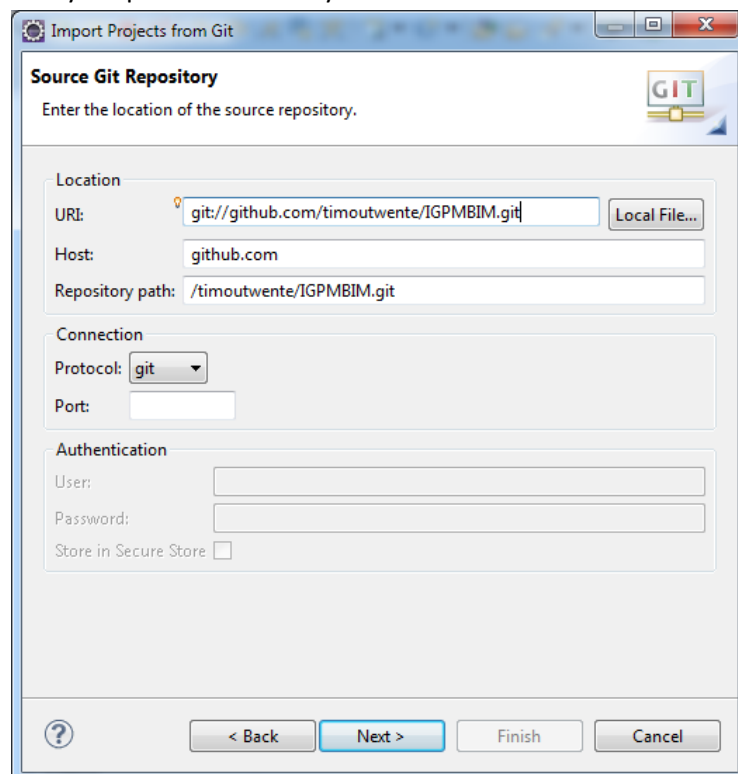 Import Projects from Git
Source Git Repository
Enter the location of the source repository.
GIT
Location
URI: git://github.com/timoutwente/IGPMBIM.git Local File...
Host: github.com
Repository path: /timoutwente/IGPMBIM.git
Connection
Protocol: git
Port:
Authentication
User:
Password:
Store in Secure Store
? < Back Next > Finish Cancel